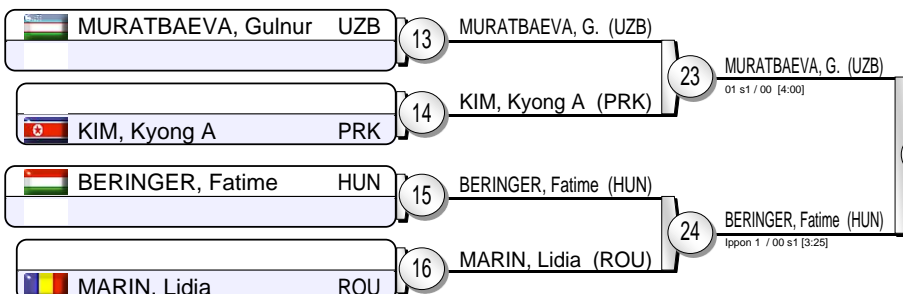 MURATBAEVA, Gulnur UZB
13
MURATBAEVA, G. (UZB)
23
MURATBAEVA, G. (UZB)
01 s1 / 00 [4:00]
KIM, Kyong A PRK
14
KIM, Kyong A (PRK)
BERINGER, Fatime HUN
15
BERINGER, Fatime (HUN)
24
BERINGER, Fatime (HUN)
Ippon 1 / 00 s1 [3:25]
MARIN, Lidia ROU
16
MARIN, Lidia (ROU)